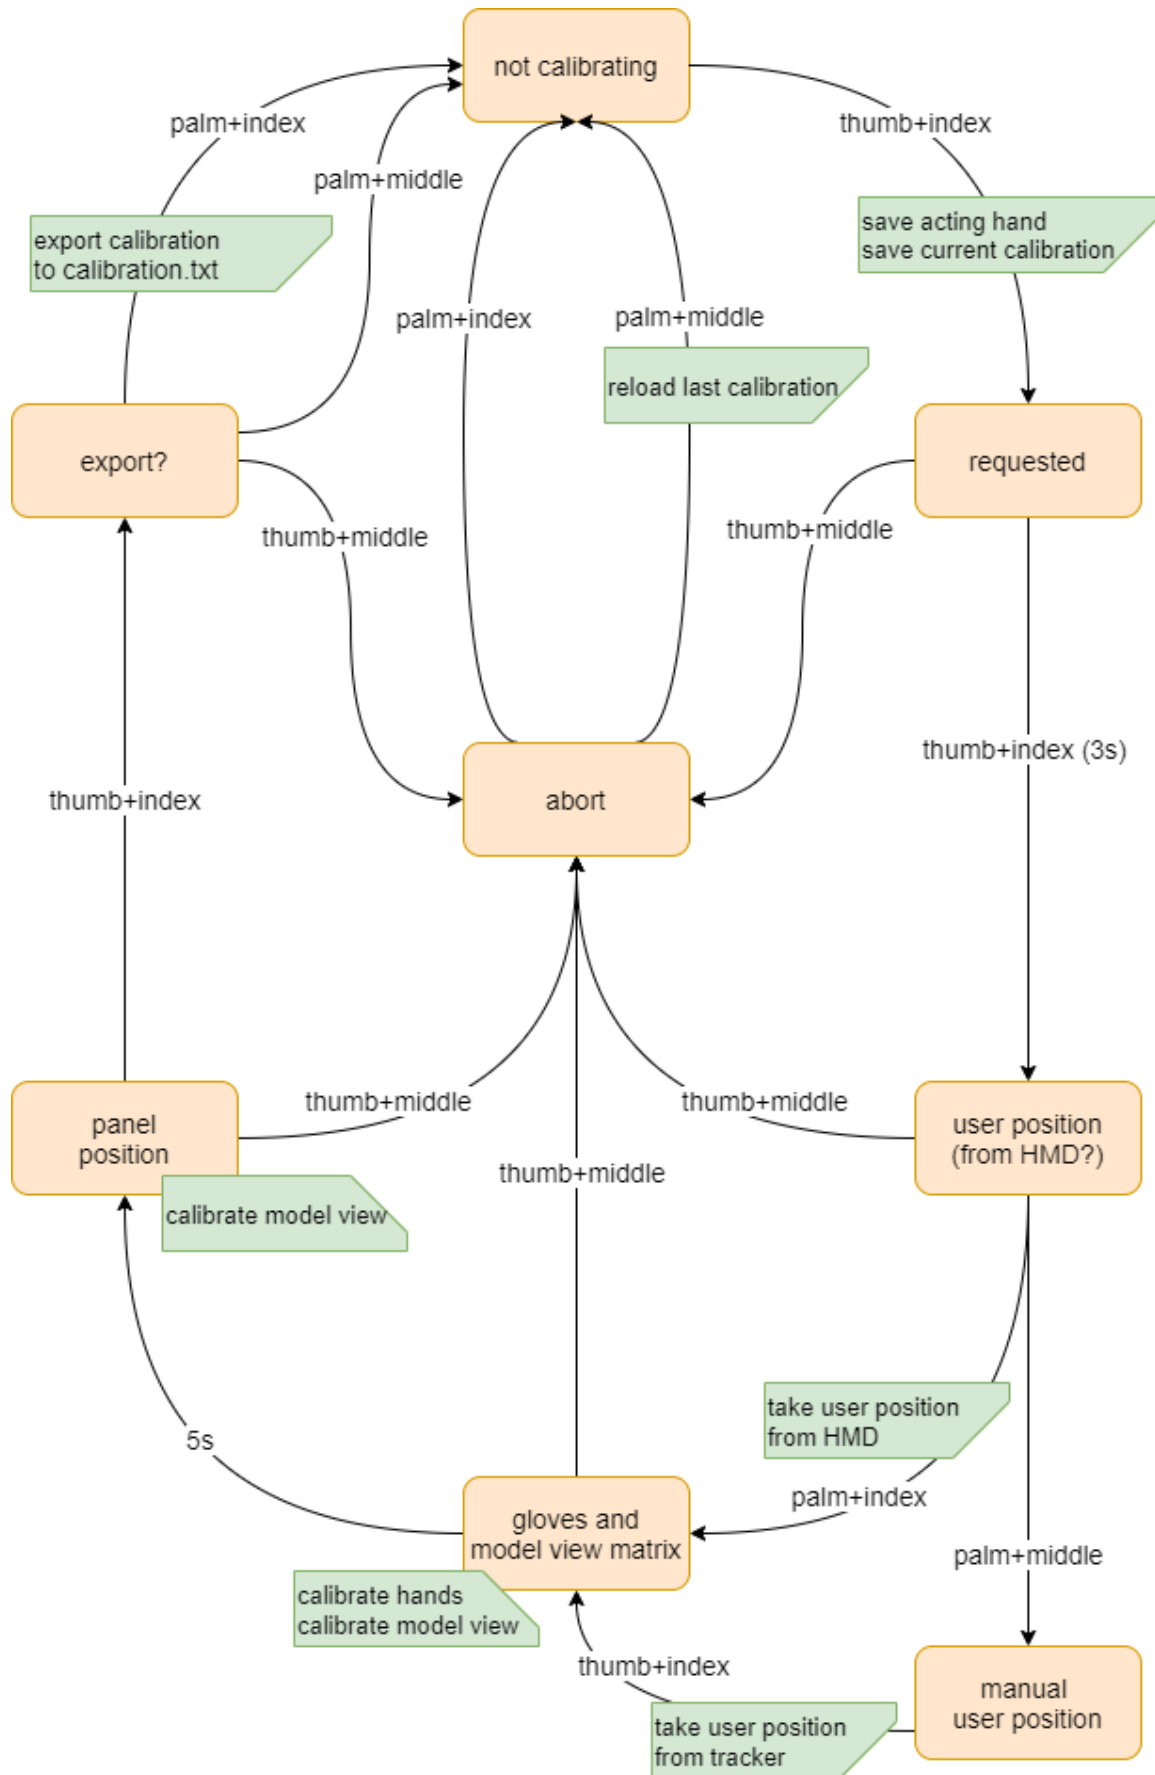 not calibrating
palm+index
thumb+index
palm+middle
export calibration
to calibration.txt
save acting hand
save current calibration
palm+index
palm+middle
reload last calibration
export?
requested
thumb+middle
thumb+middle
thumb+index (3s)
abort
thumb+index
thumb+middle
thumb+middle
panel
position
user position
(from HMD?)
thumb+middle
calibrate model view
take user position
from HMD
5s
palm+index
gloves and
model view matrix
palm+middle
calibrate hands
calibrate model view
thumb+index
manual
user position
take user position
from tracker